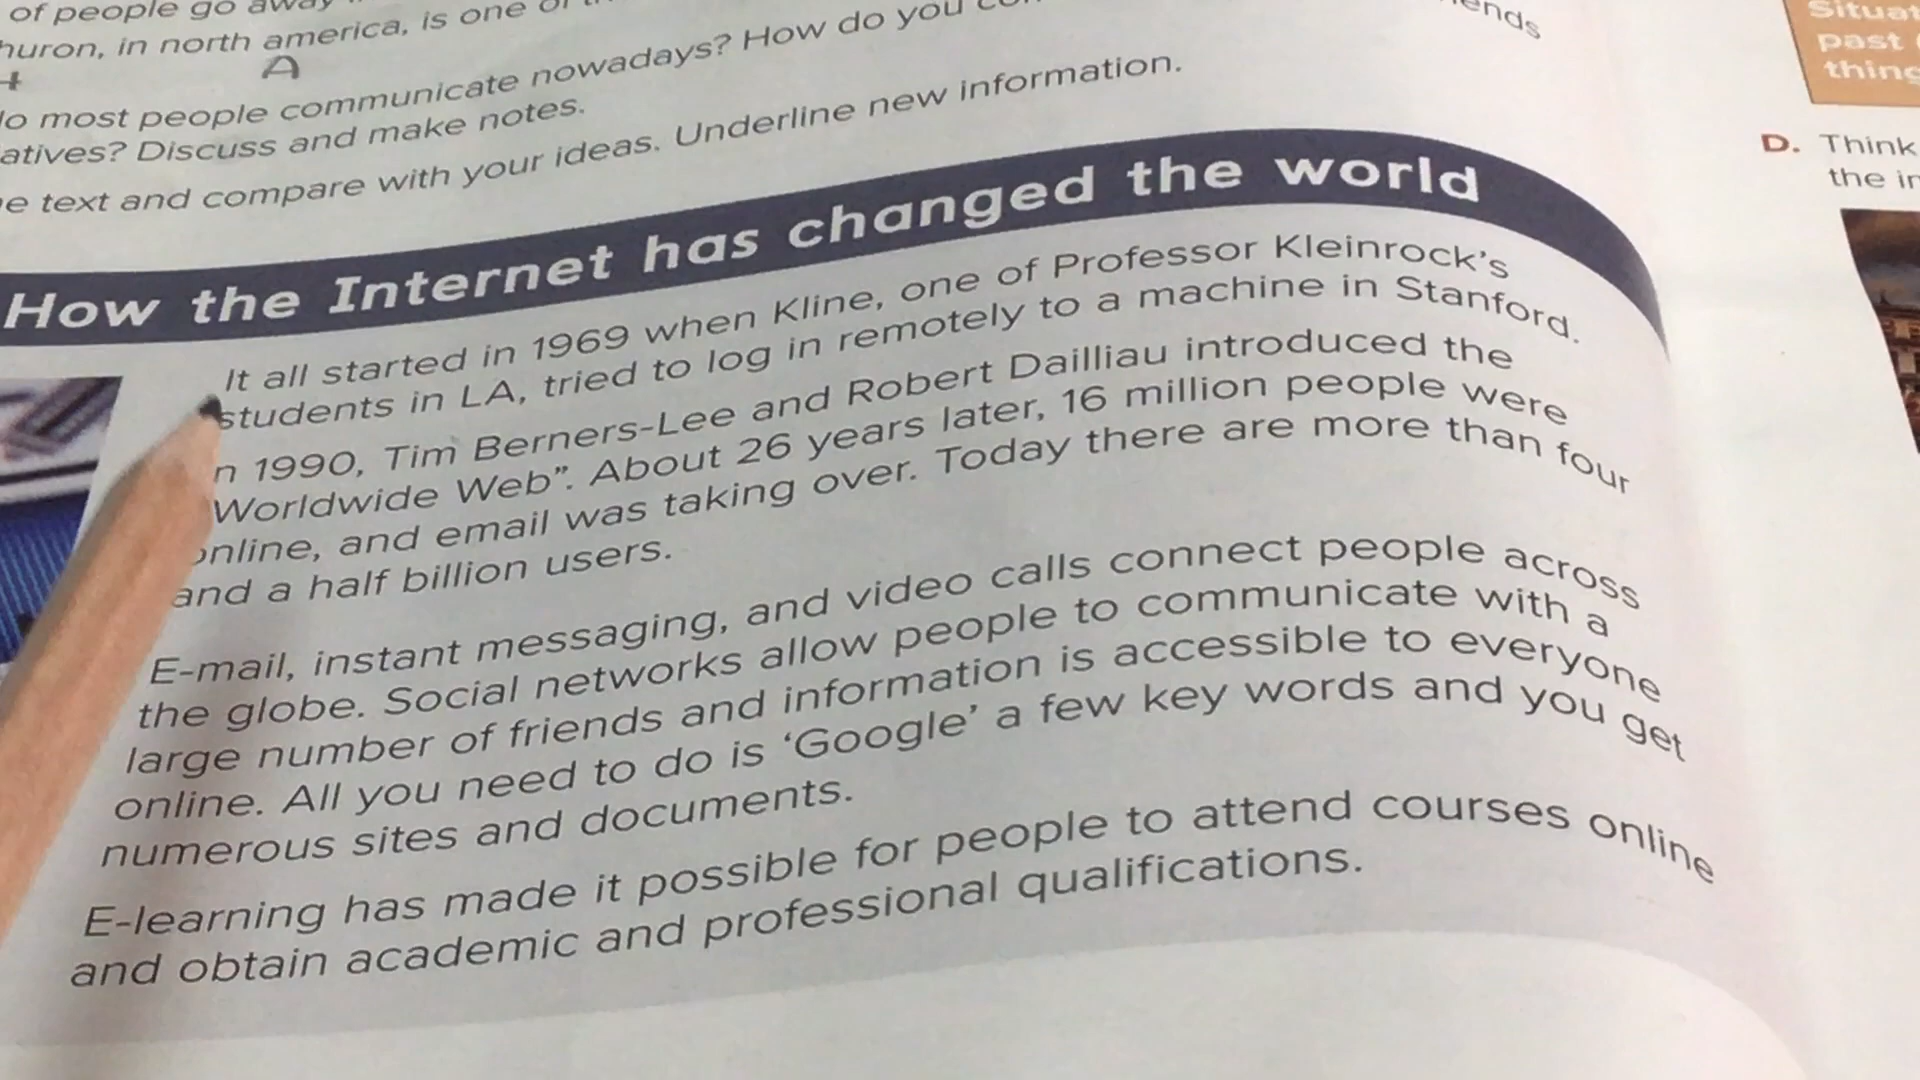 of people go away
huron, in north america, is one of
H A
do most people communicate nowadays? How do you
atives? Discuss and make notes.
e text and compare with your ideas. Underline new information.
ends
How the Internet has changed the world
It all started in 1969 when Kline, one of Professor Kleinrock's
students in LA, tried to log in remotely to a machine in Stanford.
n 1990, Tim Berners-Lee and Robert Dailliau introduced the
Worldwide Web". About 26 years later, 16 million people were
online, and email was taking over. Today there are more than four
and a half billion users.
E-mail, instant messaging, and video calls connect people across
the globe. Social networks allow people to communicate with a
large number of friends and information is accessible to everyone
online. All you need to do is 'Google' a few key words and you get
numerous sites and documents.
E-learning has made it possible for people to attend courses online
and obtain academic and professional qualifications.
Situat
past
thing
D. Think
the in